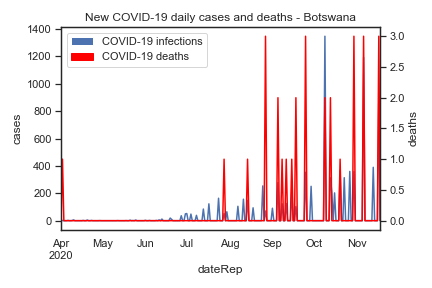 New COVID-19 daily cases and deaths - Botswana
COVID-19 infections
COVID-19 deaths
1400
1200
1000
800
600
400
200
0
cases
3.0
2.5
2.0
1.5
1.0
0.5
0.0
deaths
Apr May Jun Jul Aug Sep Oct Nov
2020
dateRep